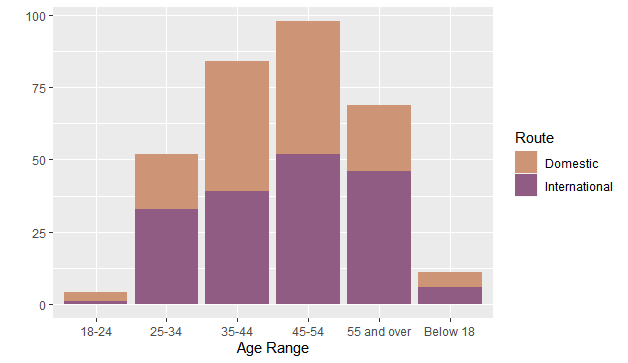 100
75
50
25
0
18-24 25-34 35-44 45-54 55 and over Below 18
Age Range
Route
Domestic
International